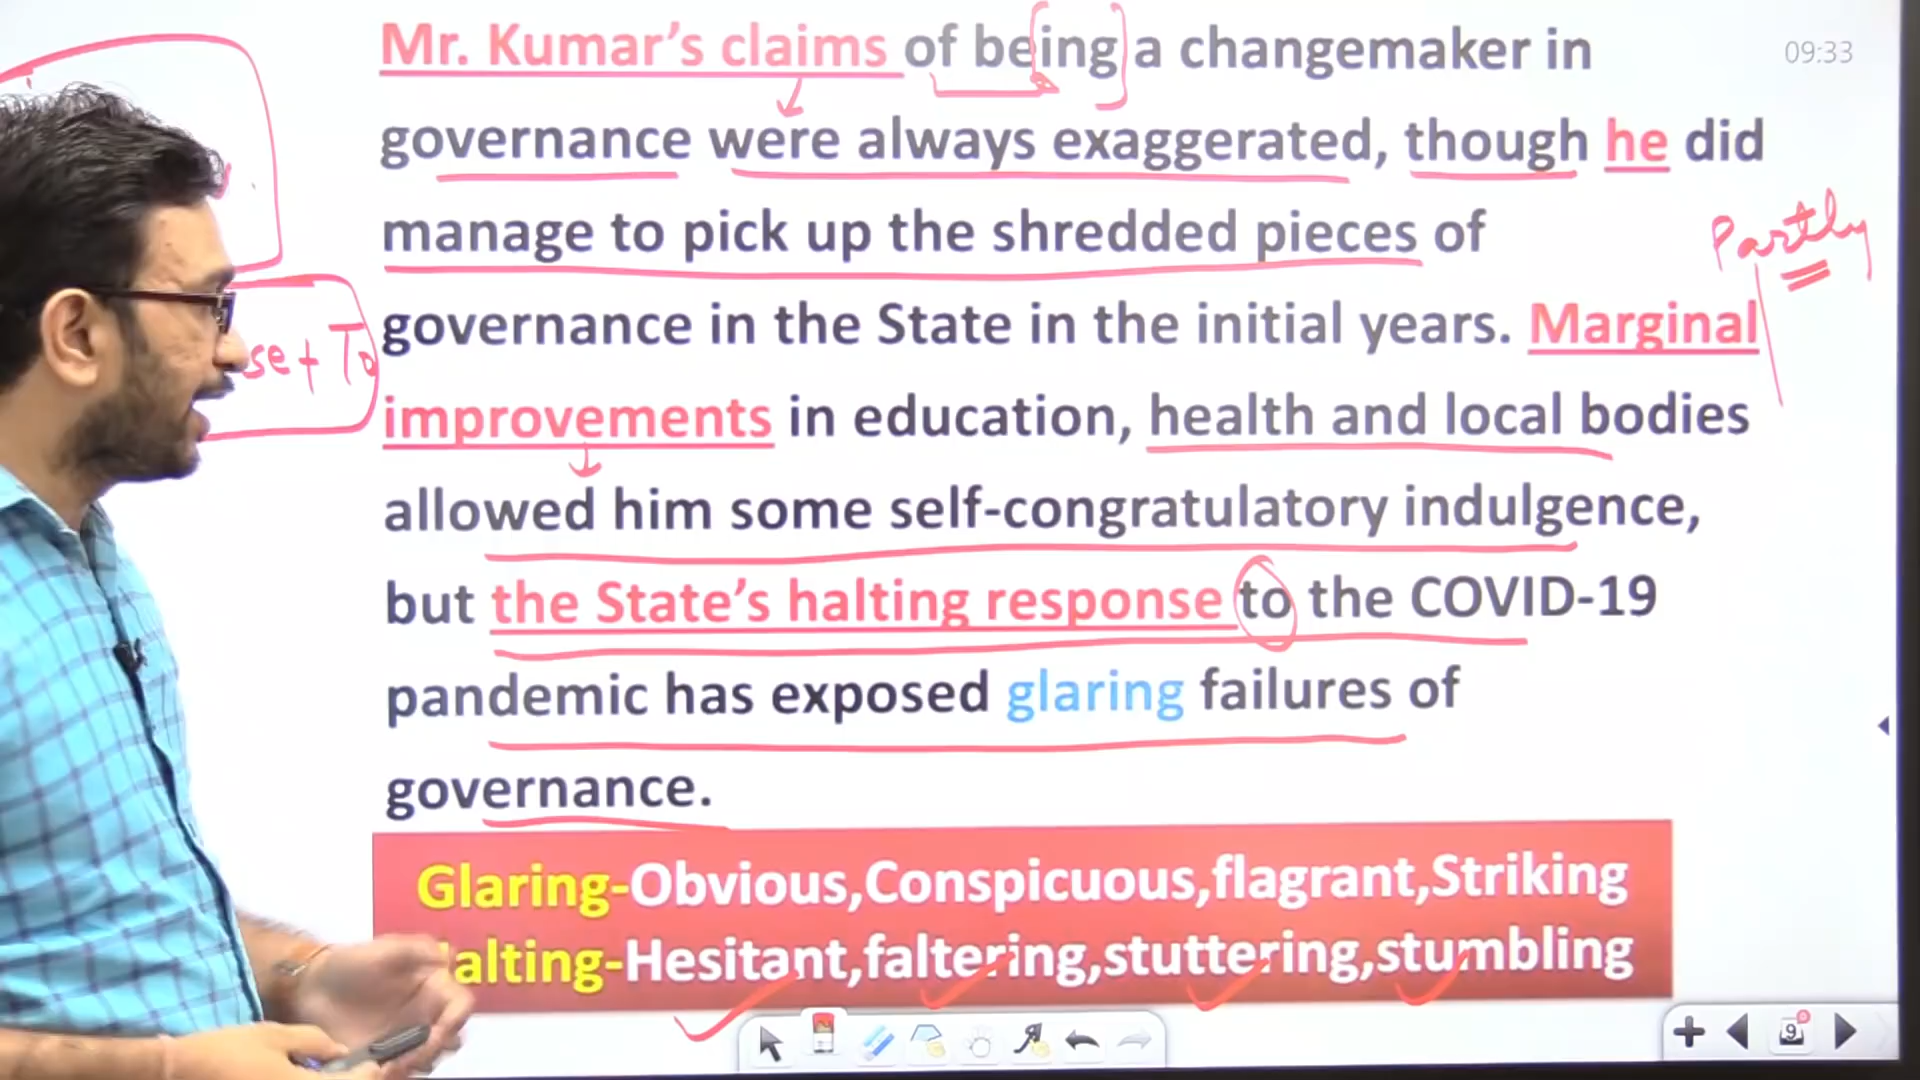 Mr. Kumar's claims of being a changemaker in
09:33
governance were always exaggerated, though he did
manage to pick up the shredded pieces of
Partly
governance in the State in the initial years. Marginal
se + To
improvements in education, health and local bodies
allowed him some self-congratulatory indulgence,
but the State's halting response to the COVID-19
pandemic has exposed glaring failures of
governance.
Glaring-Obvious,Conspicuous,flagrant,Striking
alting-Hesitant,faltering,stuttering,stumbling
9